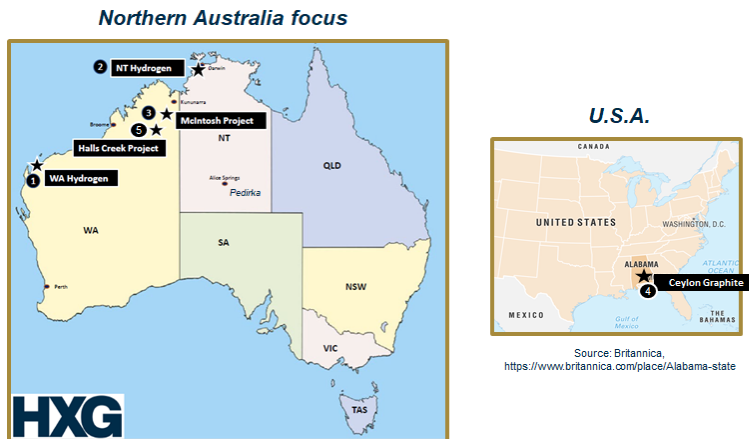 Northern Australia focus
2 NT Hydrogen
Darwin
Kununurra
3
McIntosh Project
Broome
5
Halls Creek Project
NT
QLD
1 WA Hydrogen
Alice Springs
Pedirka
WA
SA
Perth
NSW
VIC
TAS
HXG
U.S.A.
CANADA
UNITED STATES
WASHINGTON, D.C.
ALABAMA
ATLANTIC
OCEAN
Ceylon Graphite
4
MEXICO
Gulf of
Mexico
THE
BAHAMAS
Source: Britannica,
https://www.britannica.com/place/Alabama-state